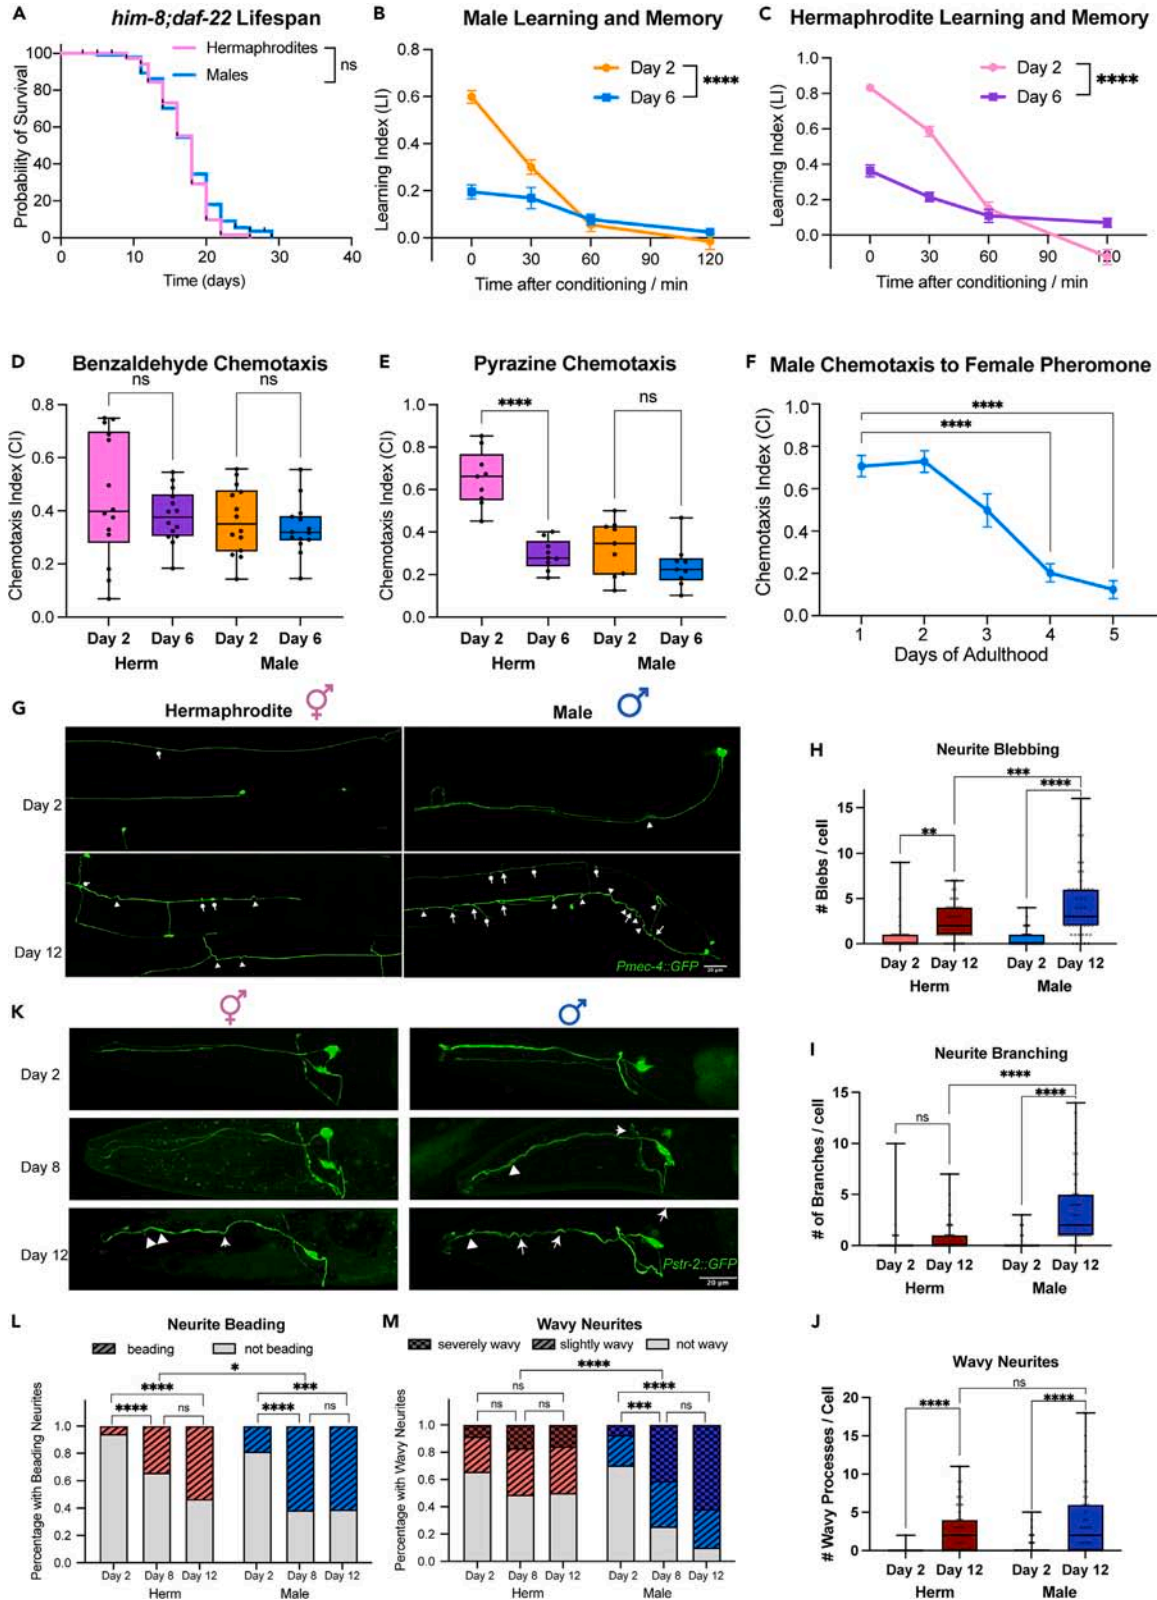 A
him-8;daf-22 Lifespan
Hermaphrodites
Males
ns
Probability of Survival
100
80
60
40
20
0
0 10 20 30 40
Time (days)
B
Male Learning and Memory
Day 2
Day 6
****
Learning Index (LI)
0.8
0.6
0.4
0.2
0.0
0 30 60 90 120
Time after conditioning / min
C
Hermaphrodite Learning and Memory
Day 2
Day 6
****
Learning Index (LI)
1.0
0.8
0.6
0.4
0.2
0.0
0 30 60 90 120
Time after conditioning / min
D
Benzaldehyde Chemotaxis
ns ns
Chemotaxis Index (CI)
0.8
0.6
0.4
0.2
0.0
Day 2 Day 6 Day 2 Day 6
Herm Male
E
Pyrazine Chemotaxis
**** ns
Chemotaxis Index (CI)
1.0
0.8
0.6
0.4
0.2
0.0
Day 2 Day 6 Day 2 Day 6
Herm Male
F
Male Chemotaxis to Female Pheromone
****
****
Chemotaxis Index (CI)
1.0
0.8
0.6
0.4
0.2
0.0
1 2 3 4 5
Days of Adulthood
G
Hermaphrodite ⚥ Male ♂
Day 2
Day 12
Pmec-4::GFP
20 µm
H
Neurite Blebbing
***
****
**
# Blebs / cell
15
10
5
0
Day 2 Day 12 Day 2 Day 12
Herm Male
K
⚥ ♂
Day 2
Day 8
Day 12
Pstr-2::GFP
20 µm
I
Neurite Branching
****
****
ns
# of Branches / cell
15
10
5
0
Day 2 Day 12 Day 2 Day 12
Herm Male
L
Neurite Beading
beading not beading
*
**** ***
**** ns **** ns
Percentage with Beading Neurites
1.0
0.8
0.6
0.4
0.2
0.0
Day 2 Day 8 Day 12 Day 2 Day 8 Day 12
Herm Male
M
Wavy Neurites
severely wavy slightly wavy not wavy
****
ns ****
ns ns *** ns
Percentage with Wavy Neurites
1.0
0.8
0.6
0.4
0.2
0.0
Day 2 Day 8 Day 12 Day 2 Day 8 Day 12
Herm Male
J
Wavy Neurites
ns
**** ****
# Wavy Processes / Cell
20
15
10
5
0
Day 2 Day 12 Day 2 Day 12
Herm Male